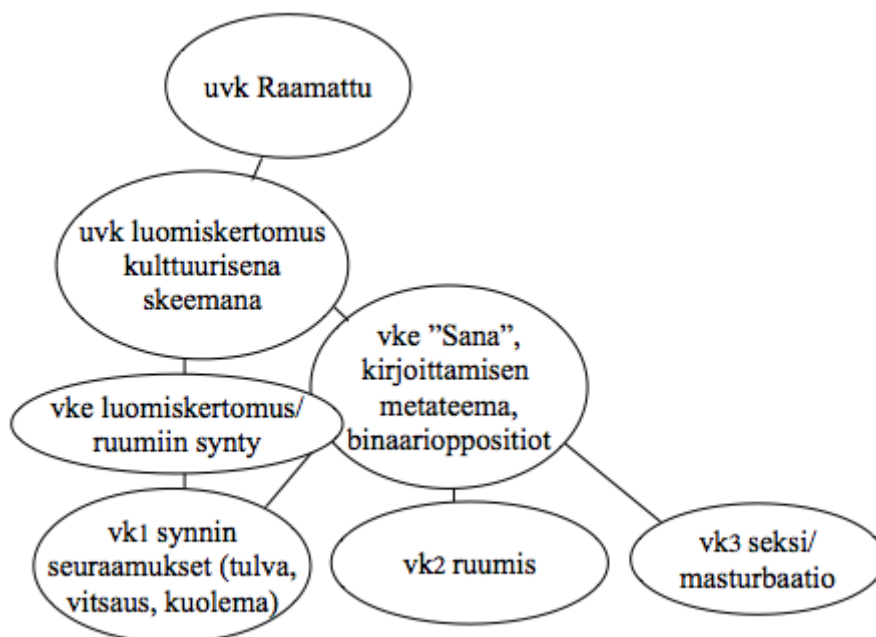 uvk Raamattu
uvk luomiskertomus
kulttuurisena
skeemana
vke ”Sana”,
kirjoittamisen
metateema,
binaarioppositiot
vke luomiskertomus/
ruumiin synty
vk1 synnin
seuraamukset (tulva,
vitsaus, kuolema)
vk2 ruumis
vk3 seksi/
masturbaatio